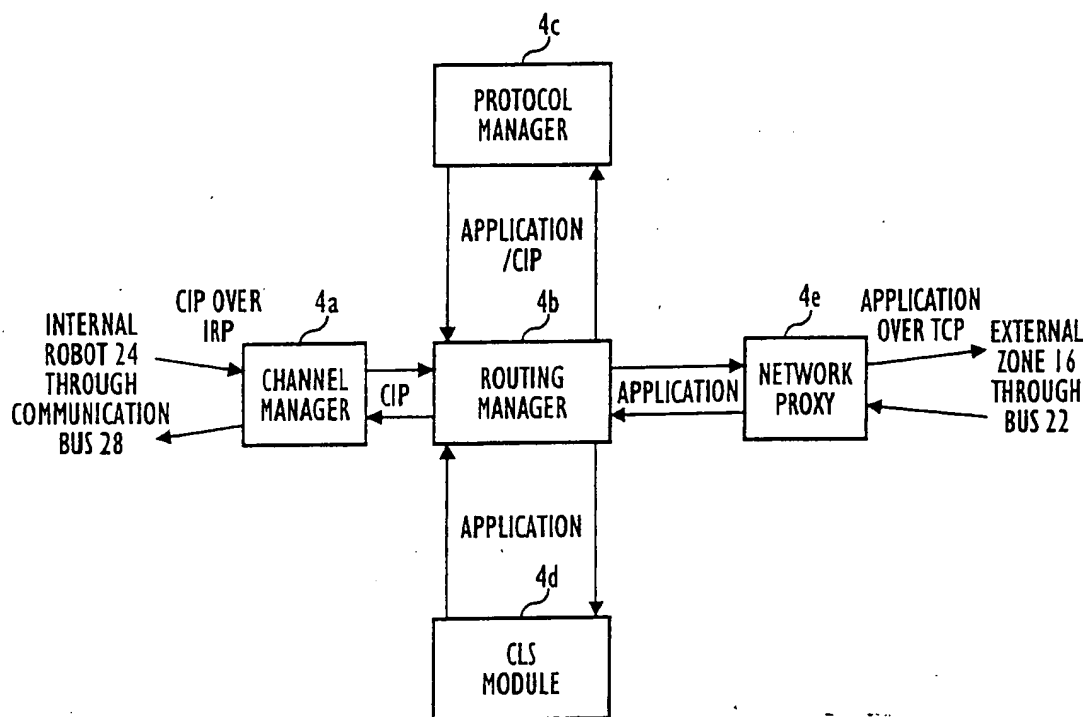 4c
PROTOCOL
MANAGER
APPLICATION
/CIP
CIP OVER
IRP
4a
4b
4e
APPLICATION
OVER TCP
INTERNAL
ROBOT 24
THROUGH
COMMUNICATION
BUS 28
CHANNEL
MANAGER
CIP
ROUTING
MANAGER
APPLICATION
NETWORK
PROXY
EXTERNAL
ZONE 16
THROUGH
BUS 22
APPLICATION
4d
CLS
MODULE